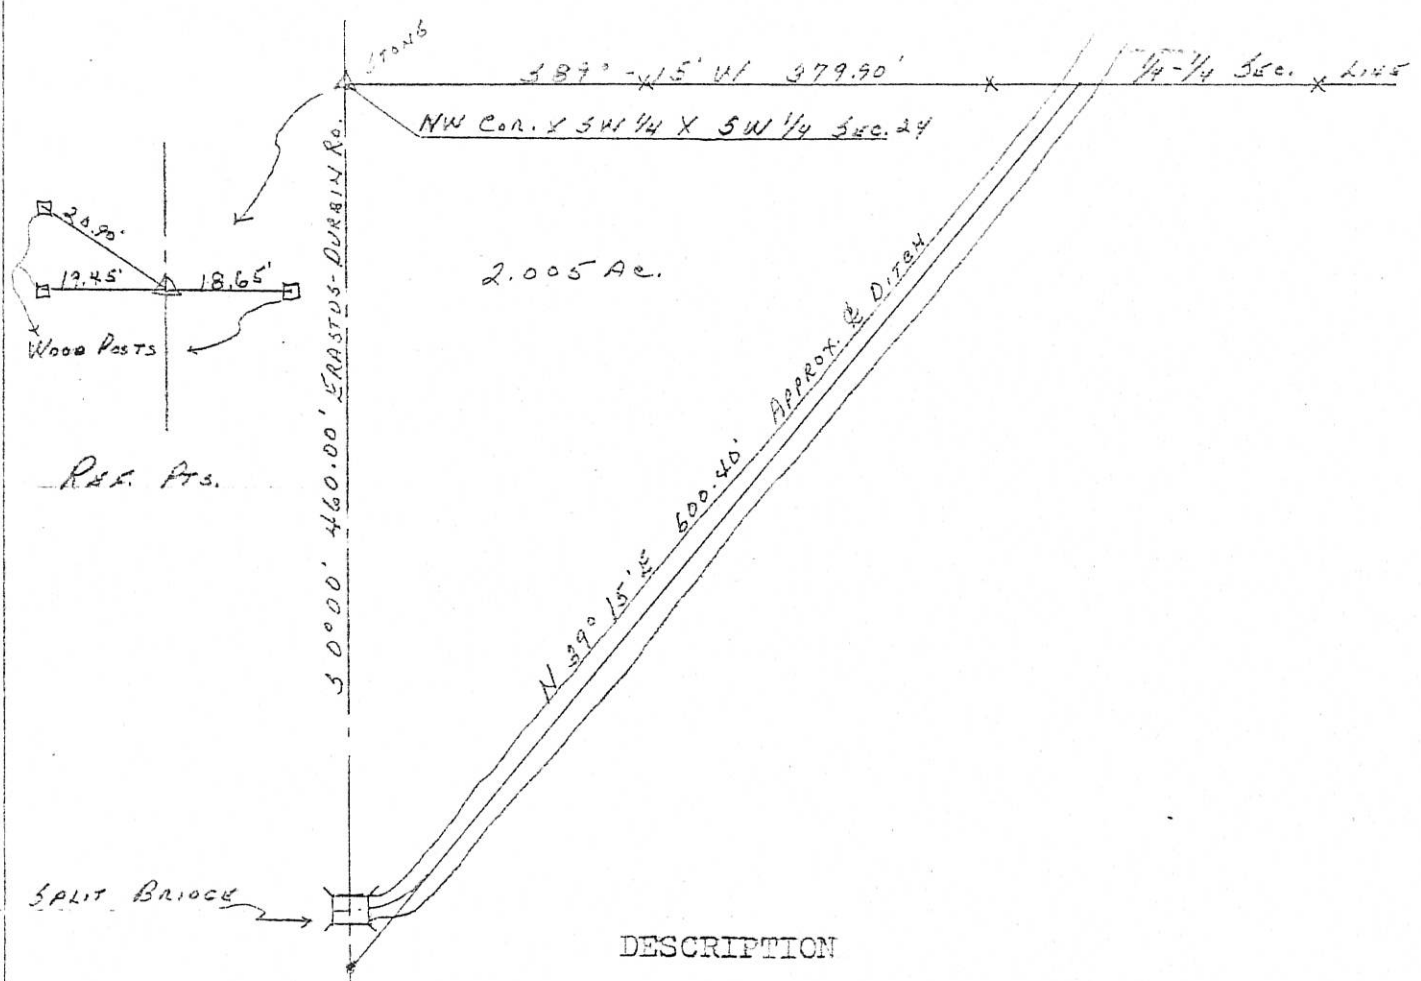 STONE
S 89° - 15' W 379.90' 1/4-1/4 SEC. LINE
NW COR. X SW 1/4 X SW 1/4 SEC. 24
20.90'
17.45' 18.65'
WOOD POSTS
REF. PTS.
S 0°00' 460.00' ERASTUS-DURBIN RD.
2.005 AC.
N 39° 15' E 600.40' APPROX. ℄ DITCH
SPLIT BRIDGE
DESCRIPTION